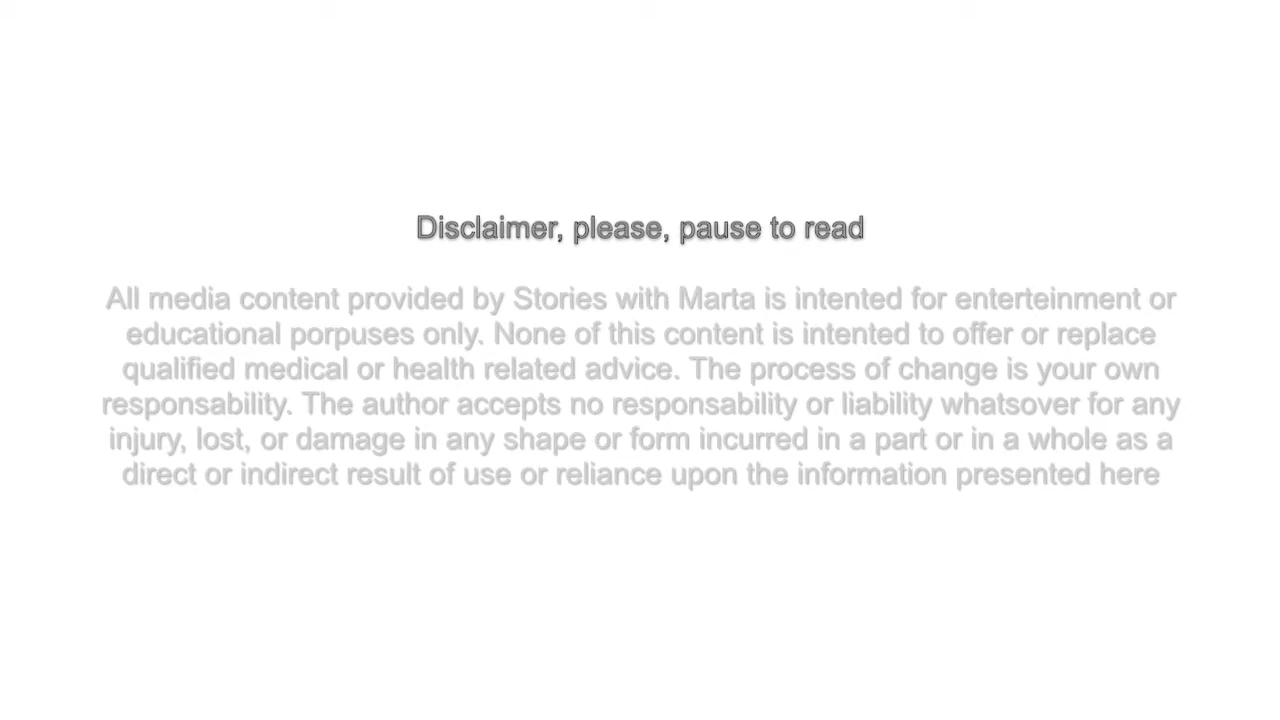 Disclaimer, please, pause to read
All media content provided by Stories with Marta is intented for enterteinment or
educational porpuses only. None of this content is intented to offer or replace
qualified medical or health related advice. The process of change is your own
responsability. The author accepts no responsability or liability whatsover for any
injury, lost, or damage in any shape or form incurred in a part or in a whole as a
direct or indirect result of use or reliance upon the information presented here